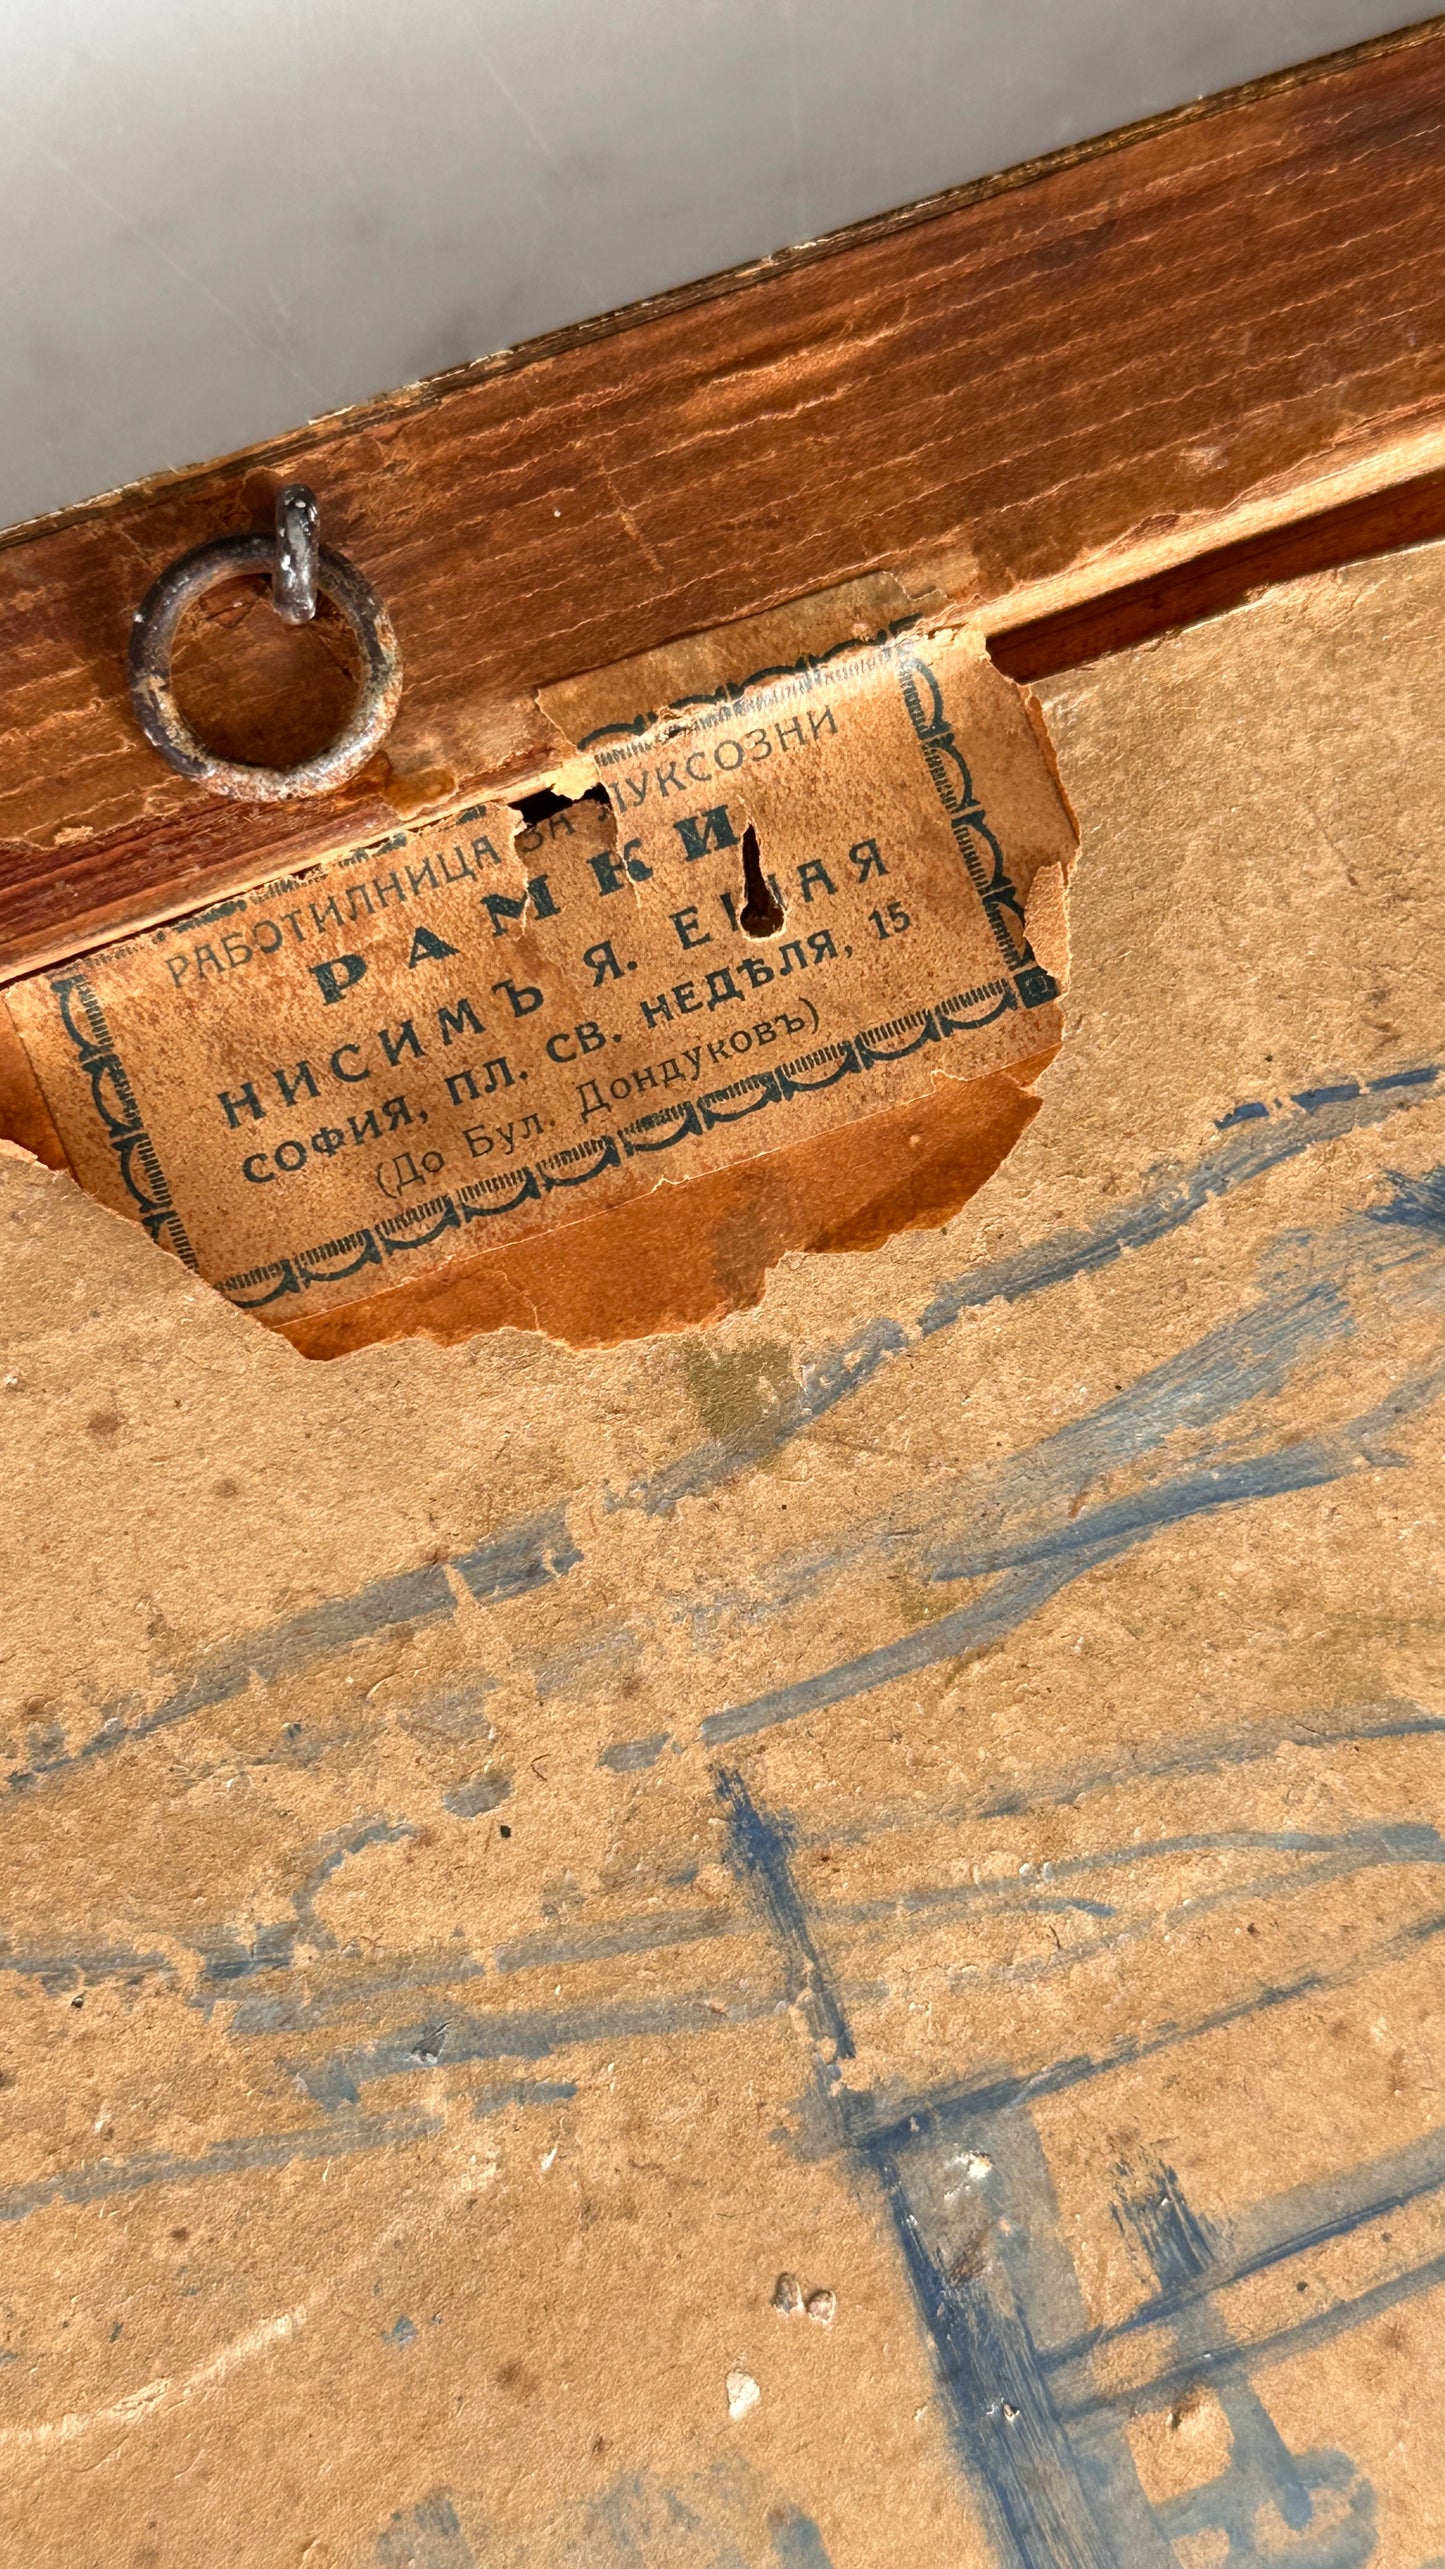 РАБОТИЛНИЦА ЗА ЛУКСОЗНИ
РАМКИ
НИСИМЪ Я.
СОФИЯ, ПЛ. СВ. НЕДѢЛЯ, 15
(До Бул. Дондуковъ)